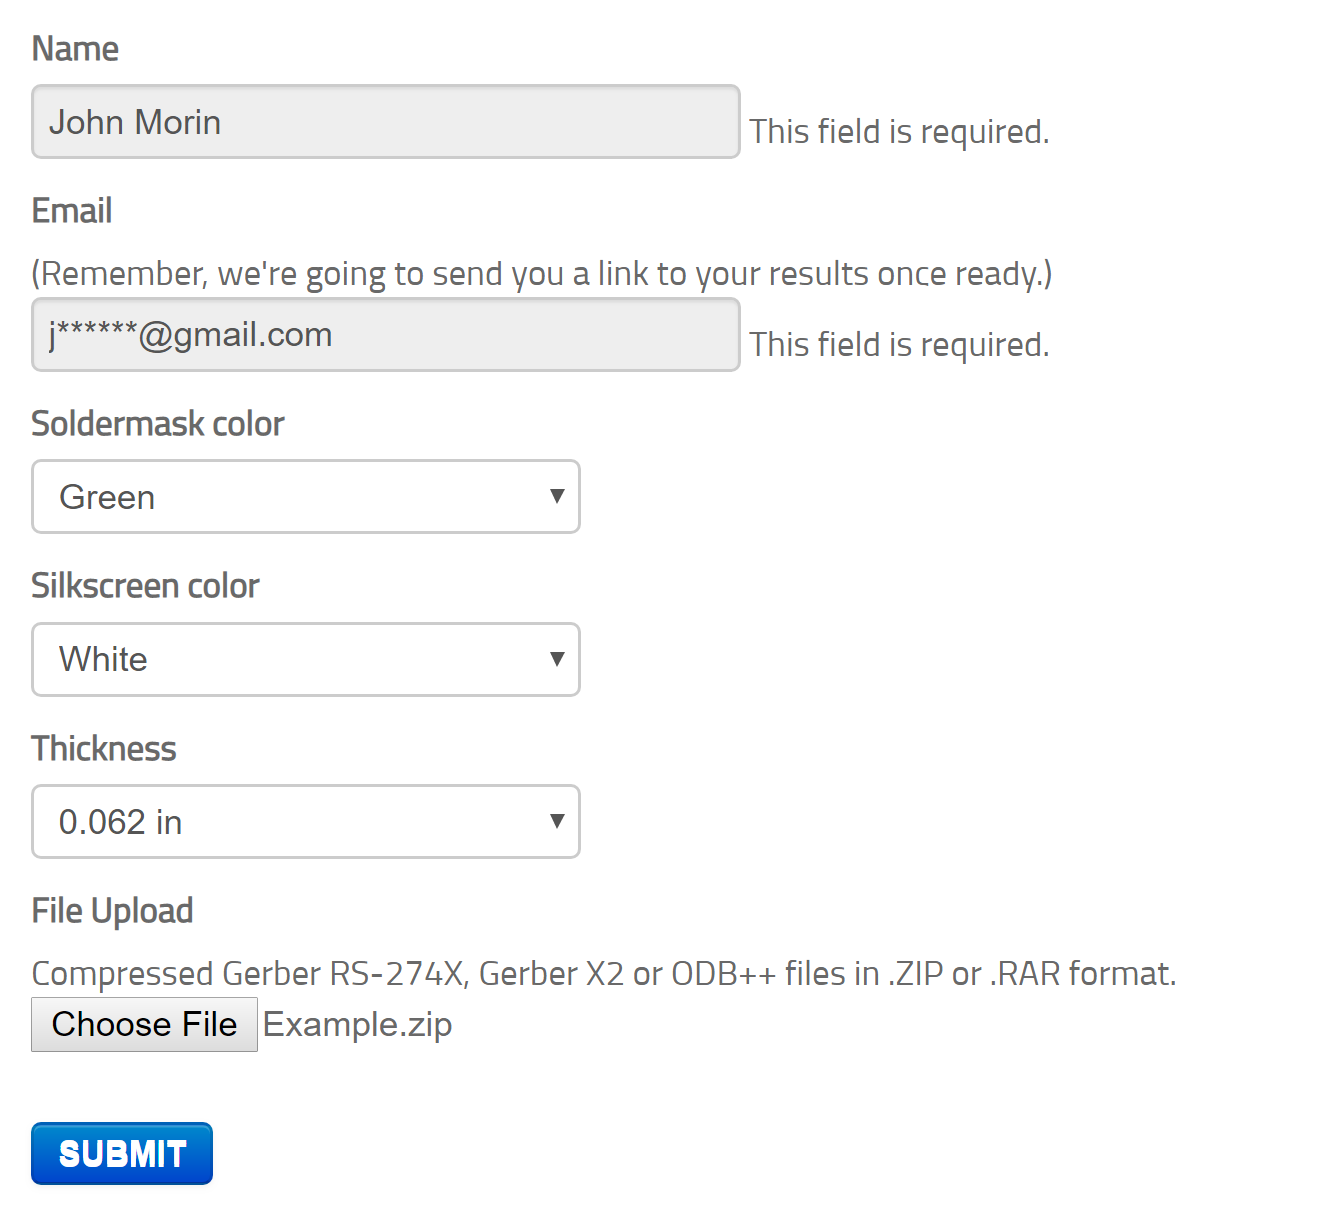 Name
John Morin
This field is required.
Email
(Remember, we're going to send you a link to your results once ready.)
j******@gmail.com
This field is required.
Soldermask color
Green
Silkscreen color
White
Thickness
0.062 in
File Upload
Compressed Gerber RS-274X, Gerber X2 or ODB++ files in .ZIP or .RAR format.
Choose File Example.zip
SUBMIT